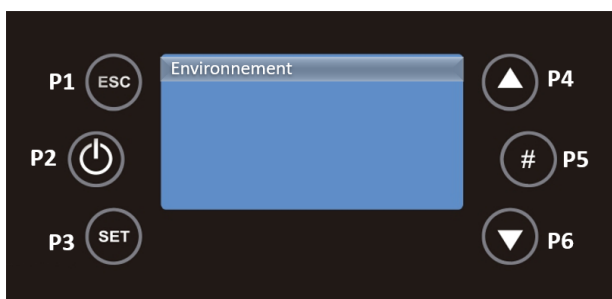 Environnement
P1 ESC
P4
P2
# P5
P3 SET
P6